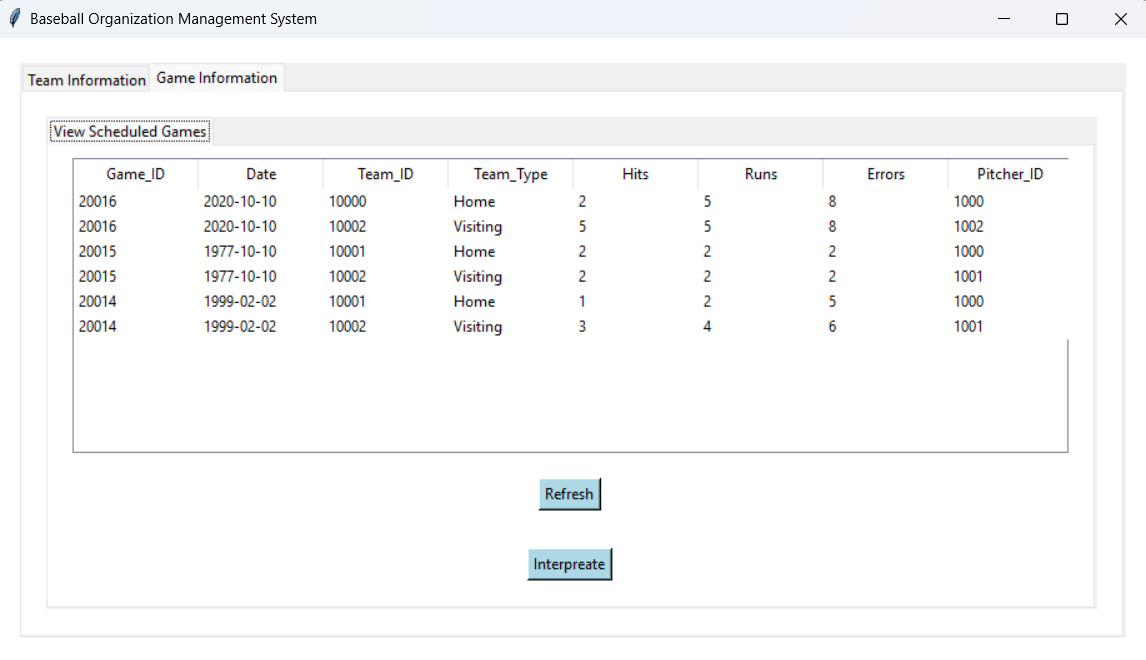 Baseball Organization Management System
Team Information Game Information
View Scheduled Games
Game_ID Date Team_ID Team_Type Hits Runs Errors Pitcher_ID
20016 2020-10-10 10000 Home 2 5 8 1000
20016 2020-10-10 10002 Visiting 5 5 8 1002
20015 1977-10-10 10001 Home 2 2 2 1000
20015 1977-10-10 10002 Visiting 2 2 2 1001
20014 1999-02-02 10001 Home 1 2 5 1000
20014 1999-02-02 10002 Visiting 3 4 6 1001
Refresh
Interpreate